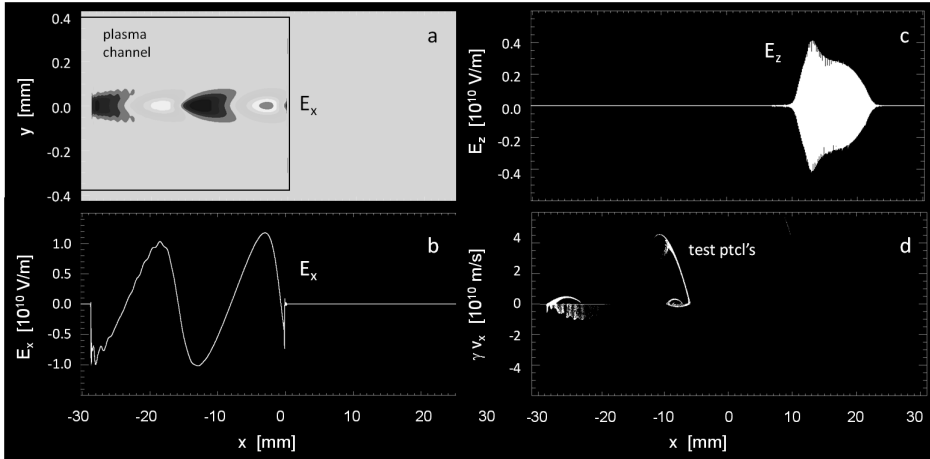 plasma
channel
a
E_x
0.4
0.2
0.0
-0.2
-0.4
y [mm]
E_z
c
0.4
0.2
0.0
-0.2
-0.4
E_z [10^10 V/m]
b
E_x
1.0
0.5
0.0
-0.5
-1.0
E_x [10^10 V/m]
-30 -20 -10 0 10 20 30
x [mm]
d
test ptcl's
4
2
0
-2
-4
γ v_x [10^10 m/s]
-30 -20 -10 0 10 20 30
x [mm]